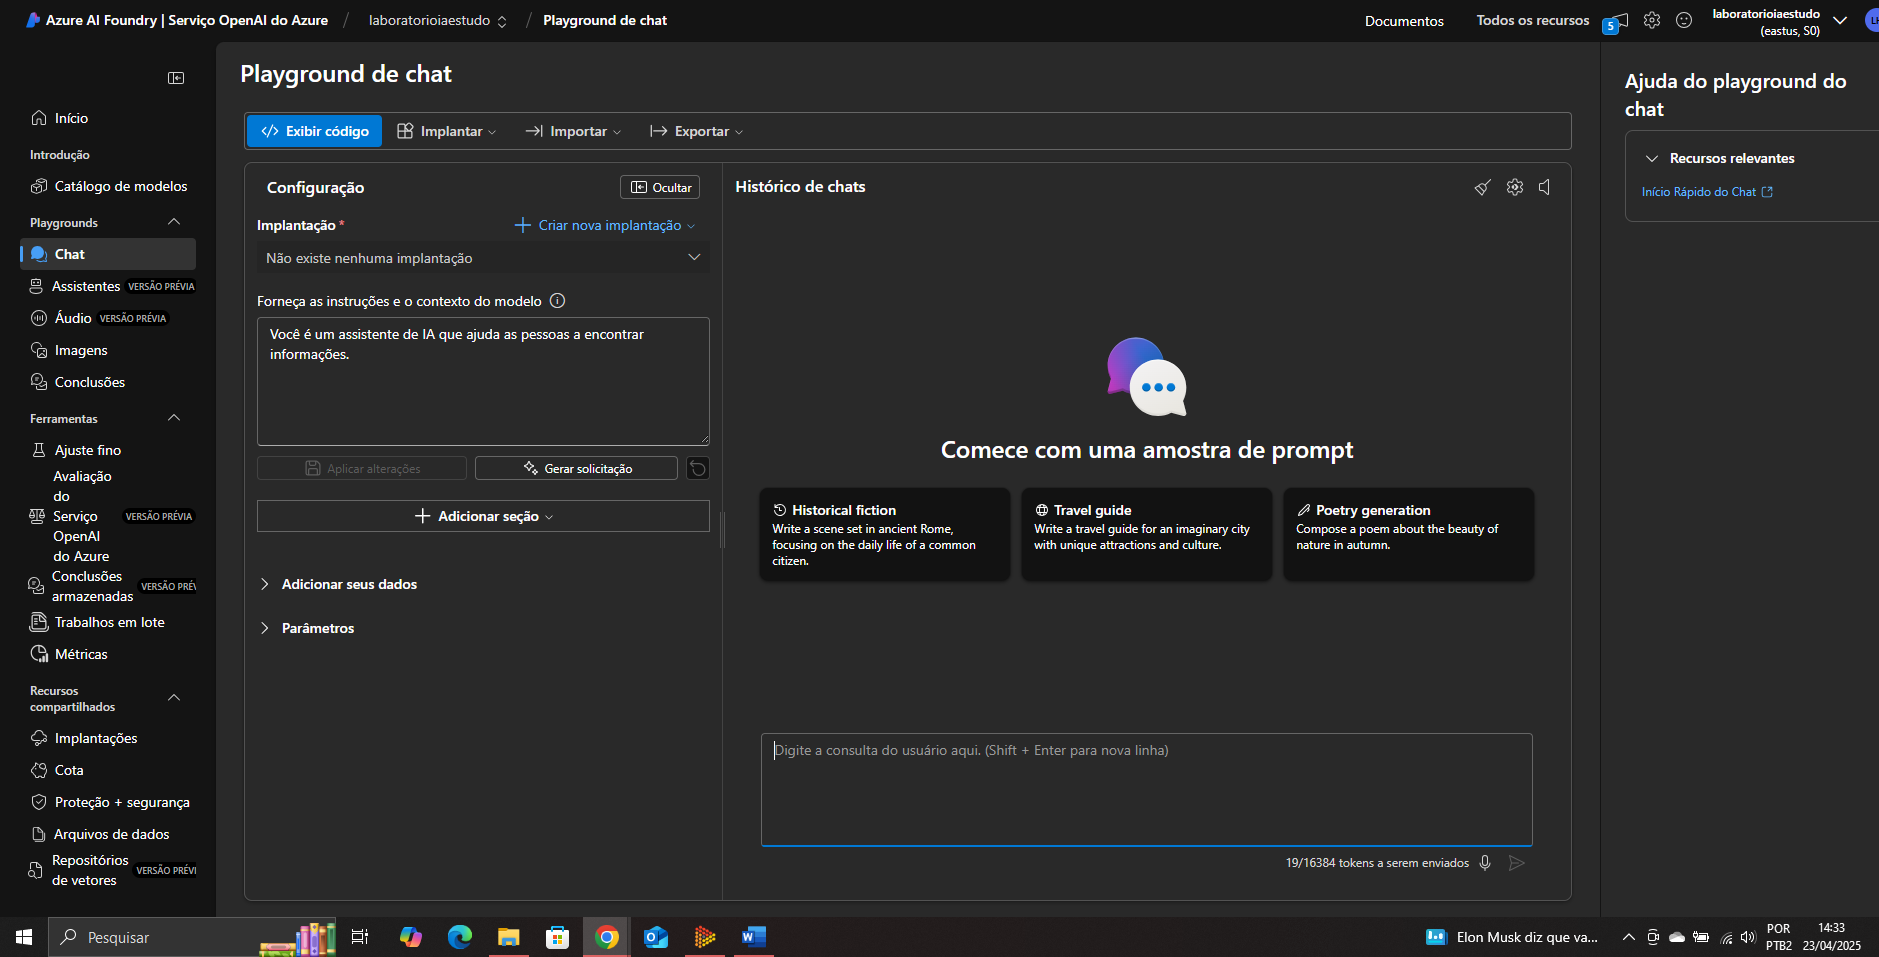 Azure AI Foundry | Serviço OpenAI do Azure / laboratorioiaestudo / Playground de chat
Documentos
Todos os recursos
5
laboratorioiaestudo
(eastus, S0)
Início
Introdução
Catálogo de modelos
Playgrounds
Chat
Assistentes VERSÃO PRÉVIA
Áudio VERSÃO PRÉVIA
Imagens
Conclusões
Ferramentas
Ajuste fino
Avaliação
do
Serviço VERSÃO PRÉVIA
OpenAI
do Azure
Conclusões
armazenadas VERSÃO PRÉV
Trabalhos em lote
Métricas
Recursos
compartilhados
Implantações
Cota
Proteção + segurança
Arquivos de dados
Repositórios
de vetores VERSÃO PRÉVI
Playground de chat
Exibir código
Implantar
Importar
Exportar
Configuração
Ocultar
Implantação *
Criar nova implantação
Não existe nenhuma implantação
Forneça as instruções e o contexto do modelo
Você é um assistente de IA que ajuda as pessoas a encontrar
informações.
Aplicar alterações
Gerar solicitação
Adicionar seção
Adicionar seus dados
Parâmetros
Histórico de chats
Comece com uma amostra de prompt
Historical fiction
Write a scene set in ancient Rome,
focusing on the daily life of a common
citizen.
Travel guide
Write a travel guide for an imaginary city
with unique attractions and culture.
Poetry generation
Compose a poem about the beauty of
nature in autumn.
Digite a consulta do usuário aqui. (Shift + Enter para nova linha)
19/16384 tokens a serem enviados
Ajuda do playground do
chat
Recursos relevantes
Início Rápido do Chat
Pesquisar
Elon Musk diz que va...
POR
PTB2
14:33
23/04/2025